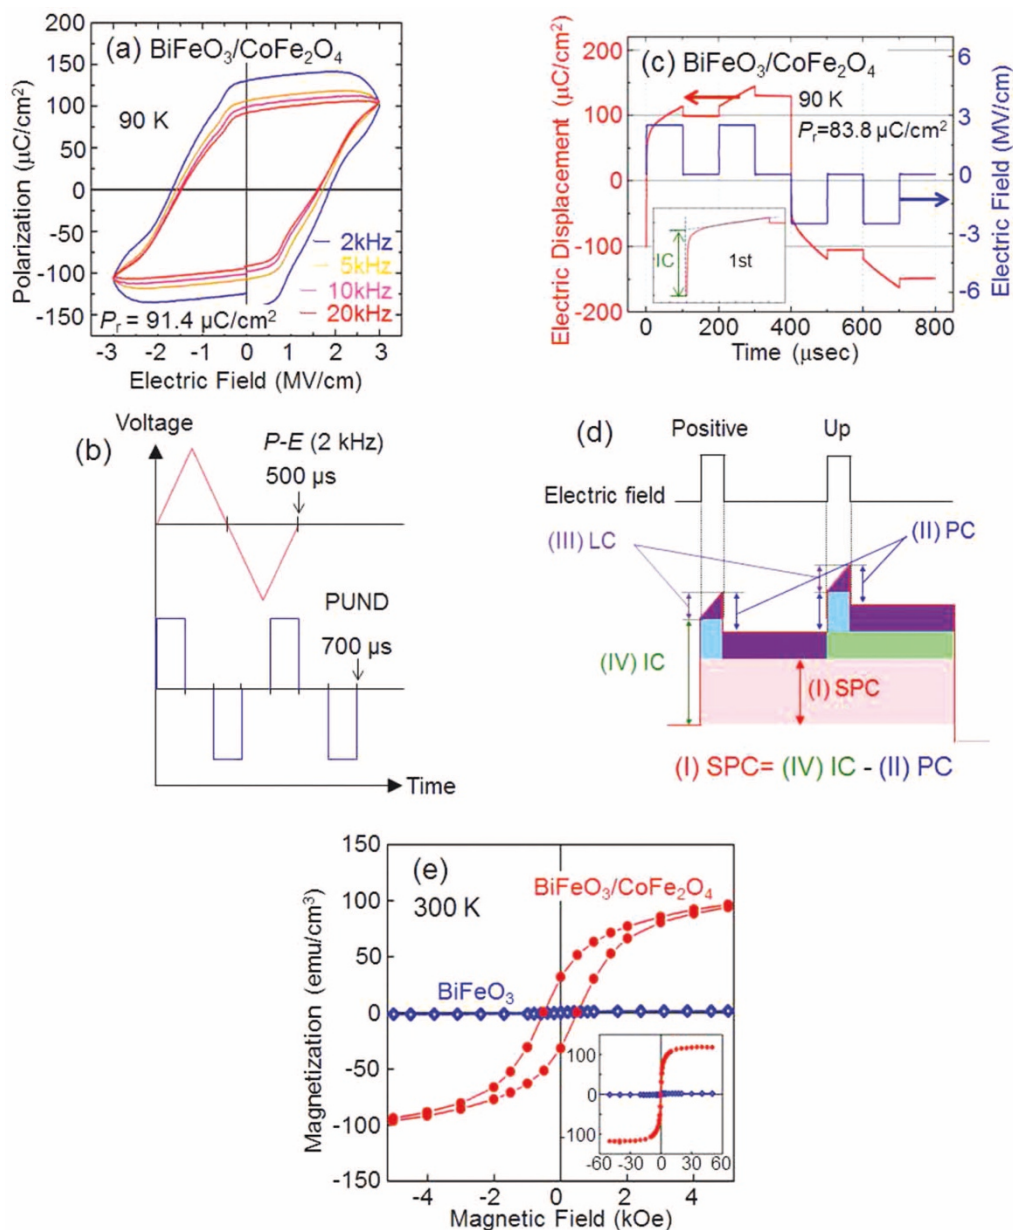 (a) BiFeO₃/CoFe₂O₄
90 K
Polarization (µC/cm²)
200
150
100
50
0
-50
-100
-150
2kHz
5kHz
10kHz
20kHz
Pᵣ = 91.4 µC/cm²
-3 -2 -1 0 1 2 3
Electric Field (MV/cm)
(c) BiFeO₃/CoFe₂O₄
90 K
Pᵣ=83.8 µC/cm²
Electric Displacement (µC/cm²)
200
100
0
-100
-200
Electric Field (MV/cm)
6
3
0
-3
-6
IC
1st
0 200 400 600 800
Time (µsec)
(b)
Voltage
P-E (2 kHz)
500 µs
PUND
700 µs
Time
(d)
Positive Up
Electric field
(III) LC
(II) PC
(IV) IC
(I) SPC
(I) SPC= (IV) IC - (II) PC
(e)
300 K
BiFeO₃/CoFe₂O₄
BiFeO₃
Magnetization (emu/cm³)
150
100
50
0
-50
-100
-150
100
0
100
-60 -30 0 30 60
-4 -2 0 2 4
Magnetic Field (kOe)